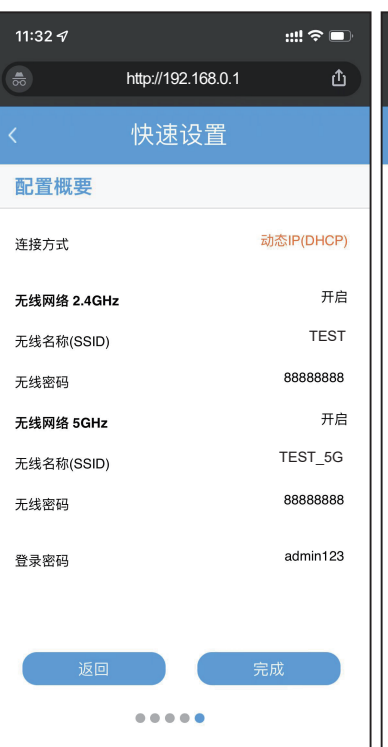 11:32
http://192.168.0.1
快速设置
配置概要
连接方式 动态IP(DHCP)
无线网络 2.4GHz 开启
无线名称(SSID) TEST
无线密码 88888888
无线网络 5GHz 开启
无线名称(SSID) TEST_5G
无线密码 88888888
登录密码 admin123
返回 完成